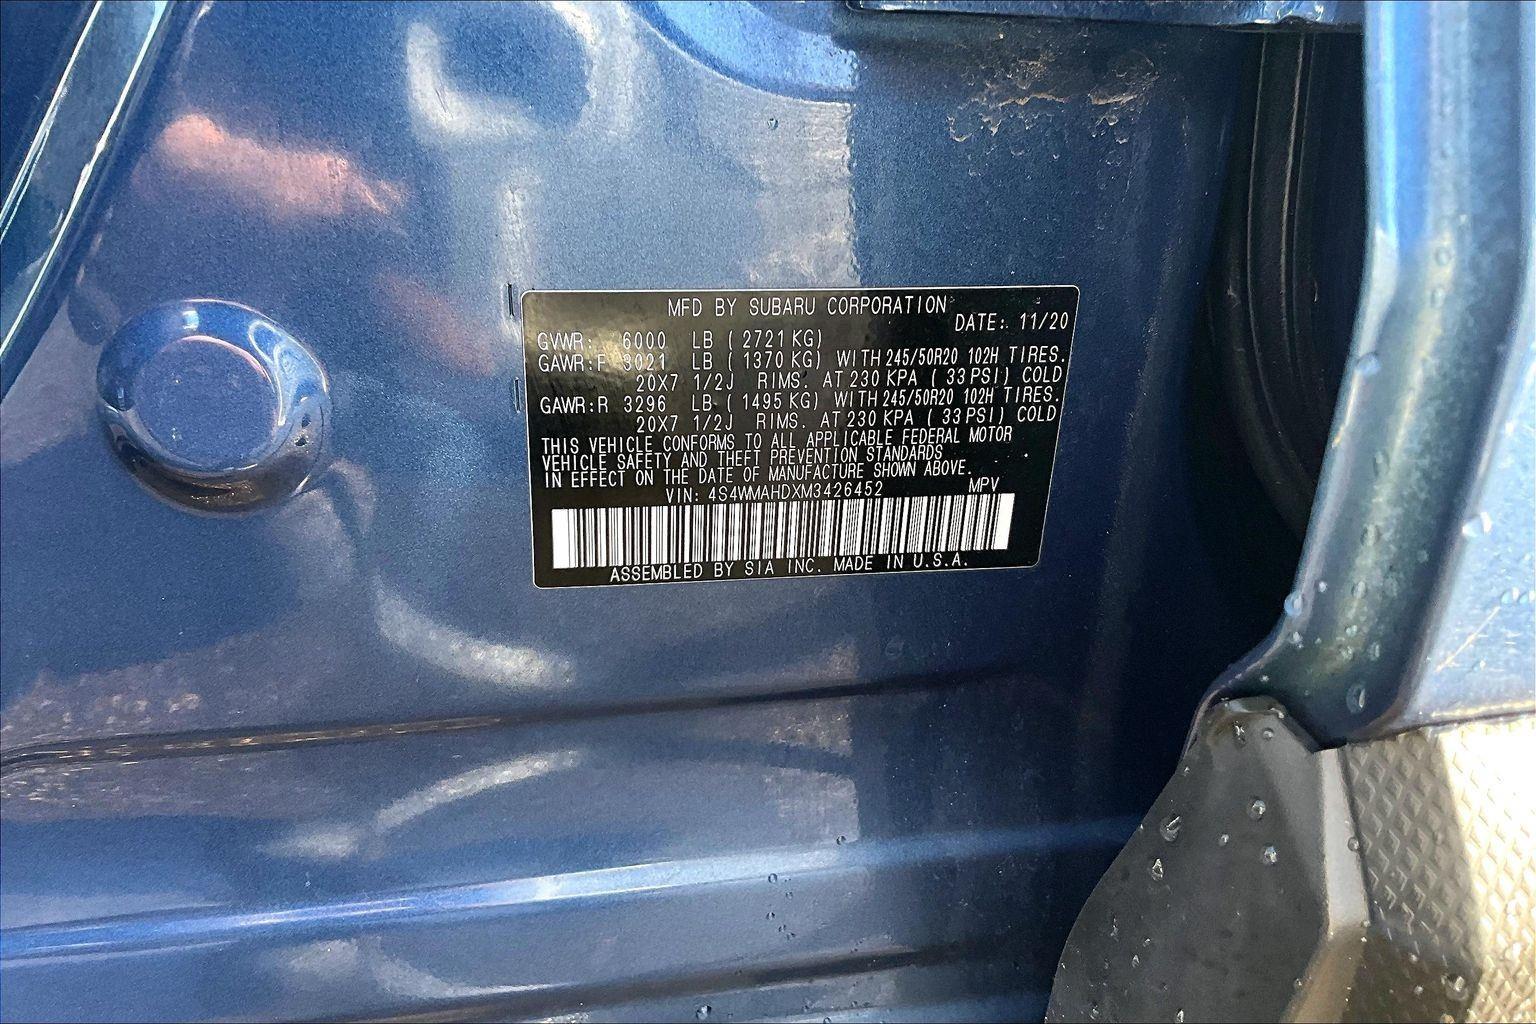 MFD BY SUBARU CORPORATION
DATE: 11/20
GVWR: 6000 LB (2721 KG)
GAWR:F 3021 LB (1370 KG) WITH 245/50R20 102H TIRES.
20X7 1/2J RIMS. AT 230 KPA (33 PSI) COLD
GAWR:R 3296 LB (1495 KG) WITH 245/50R20 102H TIRES.
20X7 1/2J RIMS. AT 230 KPA (33 PSI) COLD
THIS VEHICLE CONFORMS TO ALL APPLICABLE FEDERAL MOTOR
VEHICLE SAFETY AND THEFT PREVENTION STANDARDS
IN EFFECT ON THE DATE OF MANUFACTURE SHOWN ABOVE.
VIN: 4S4WMAHDXM3426452 MPV
ASSEMBLED BY SIA INC. MADE IN U.S.A.